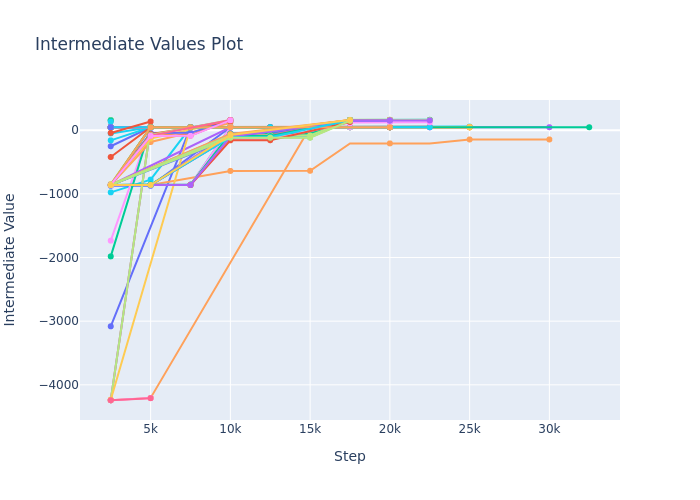 Intermediate Values Plot
Intermediate Value
0
−1000
−2000
−3000
−4000
5k
10k
15k
20k
25k
30k
Step